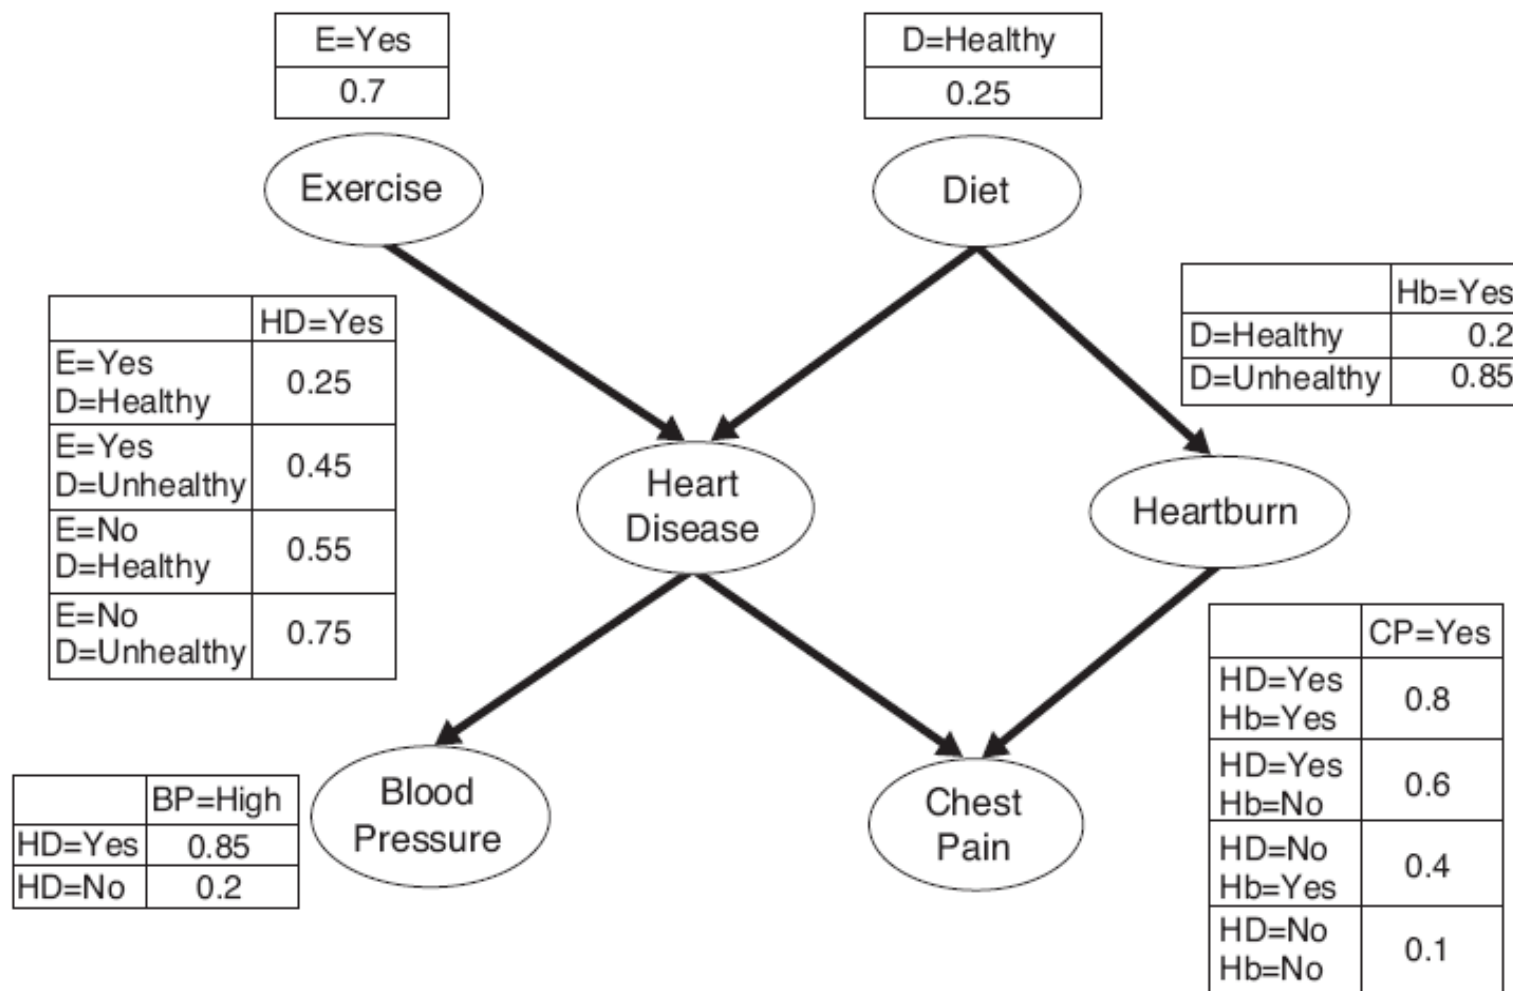 E=Yes
0.7
D=Healthy
0.25
Exercise
Diet
HD=Yes
E=Yes
D=Healthy
0.25
E=Yes
D=Unhealthy
0.45
E=No
D=Healthy
0.55
E=No
D=Unhealthy
0.75
Hb=Yes
D=Healthy 0.2
D=Unhealthy 0.85
Heart
Disease
Heartburn
BP=High
HD=Yes 0.85
HD=No 0.2
Blood
Pressure
Chest
Pain
CP=Yes
HD=Yes
Hb=Yes
0.8
HD=Yes
Hb=No
0.6
HD=No
Hb=Yes
0.4
HD=No
Hb=No
0.1